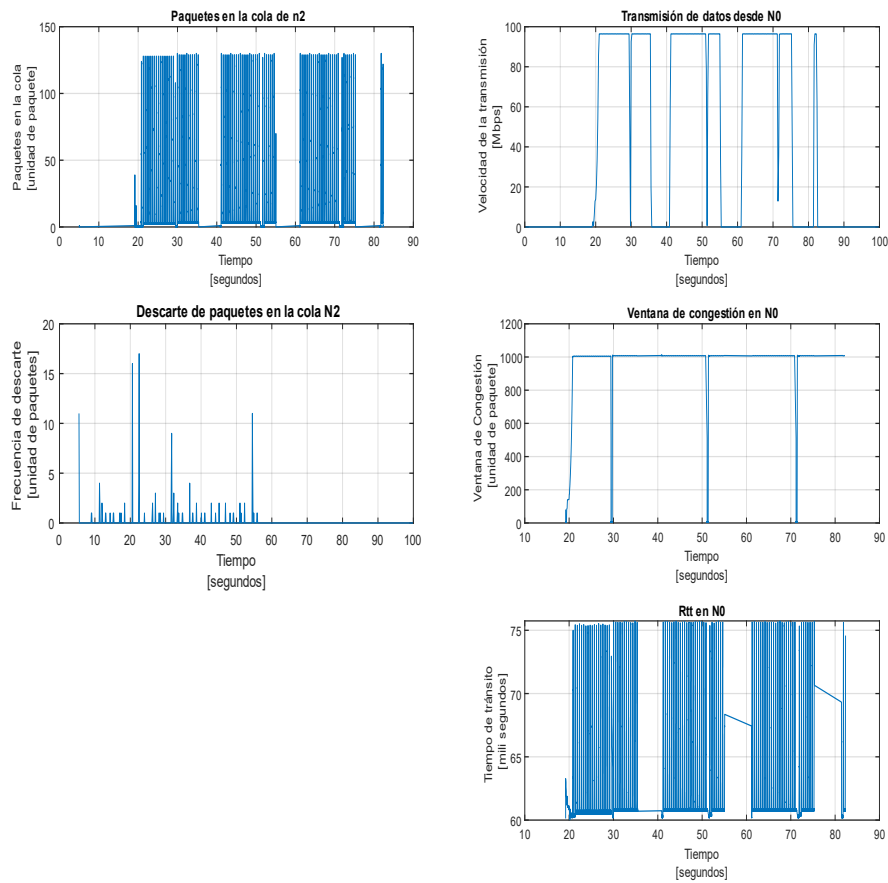 Paquetes en la cola de n2
150
100
50
0
Paquetes en la cola
[unidad de paquete]
0 10 20 30 40 50 60 70 80 90
Tiempo
[segundos]
Transmisión de datos desde N0
100
80
60
40
20
0
Velocidad de la transmisión
[Mbps]
0 10 20 30 40 50 60 70 80 90 100
Tiempo
[segundos]
Descarte de paquetes en la cola N2
20
15
10
5
0
Frecuencia de descarte
[unidad de paquetes]
0 10 20 30 40 50 60 70 80 90 100
Tiempo
[segundos]
Ventana de congestión en N0
1200
1000
800
600
400
200
0
Ventana de Congestión
[unidad de paquete]
10 20 30 40 50 60 70 80 90
Tiempo
[segundos]
Rtt en N0
75
70
65
60
Tiempo de tránsito
[mili segundos]
10 20 30 40 50 60 70 80 90
Tiempo
[segundos]